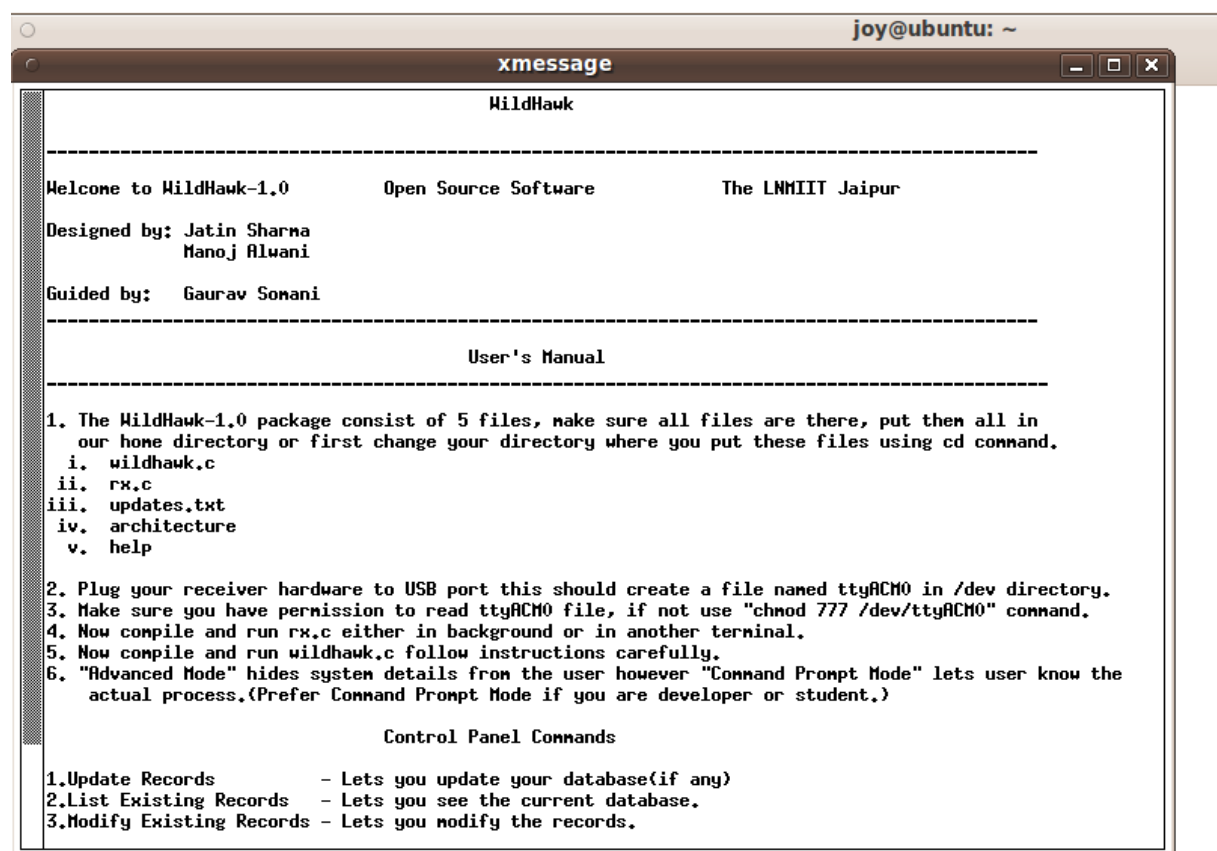 joy@ubuntu: ~
xmessage
WildHawk
Welcome to WildHawk-1.0 Open Source Software The LNMIIT Jaipur
Designed by: Jatin Sharma
Manoj Alwani
Guided by: Gaurav Somani
User's Manual
1. The WildHawk-1.0 package consist of 5 files, make sure all files are there, put them all in
our home directory or first change your directory where you put these files using cd command.
i. wildhawk.c
ii. rx.c
iii. updates.txt
iv. architecture
v. help
2. Plug your receiver hardware to USB port this should create a file named ttyACM0 in /dev directory.
3. Make sure you have permission to read ttyACM0 file, if not use "chmod 777 /dev/ttyACM0" command.
4. Now compile and run rx.c either in background or in another terminal.
5. Now compile and run wildhawk.c follow instructions carefully.
6. "Advanced Mode" hides system details from the user however "Command Prompt Mode" lets user know the
actual process.(Prefer Command Prompt Mode if you are developer or student.)
Control Panel Commands
1.Update Records - Lets you update your database(if any)
2.List Existing Records - Lets you see the current database.
3.Modify Existing Records - Lets you modify the records.